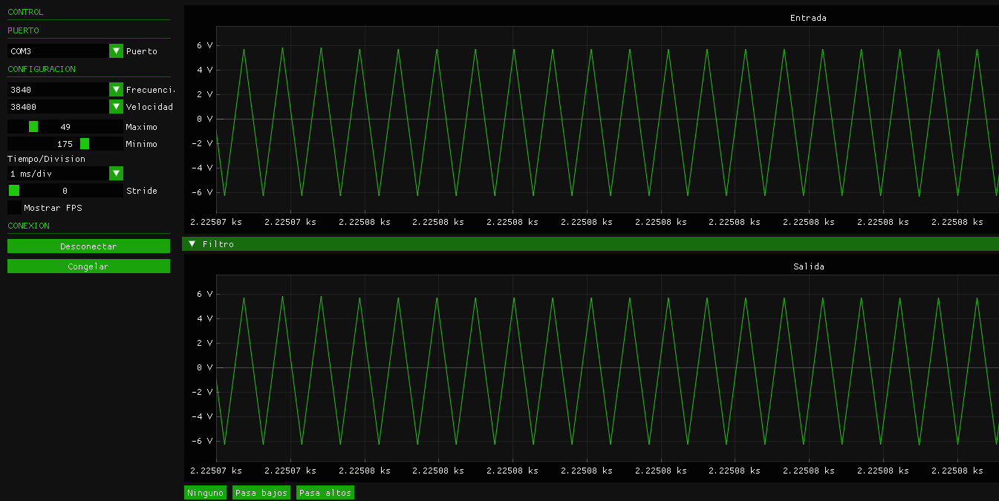 CONTROL
PUERTO
COM3 Puerto
CONFIGURACION
3840 Frecuenci
38400 Velocidad
49 Maximo
175 Minimo
Tiempo/Division
1 ms/div
0 Stride
Mostrar FPS
CONEXION
Desconectar
Congelar
Entrada
6 V
4 V
2 V
0 V
-2 V
-4 V
-6 V
2.22507 ks 2.22507 ks 2.22508 ks 2.22508 ks 2.22508 ks 2.22508 ks 2.22508 ks 2.22508 ks 2.22508 ks 2.22508 ks 2.22508 ks
Filtro
Salida
6 V
4 V
2 V
0 V
-2 V
-4 V
-6 V
2.22507 ks 2.22507 ks 2.22508 ks 2.22508 ks 2.22508 ks 2.22508 ks 2.22508 ks 2.22508 ks 2.22508 ks 2.22508 ks 2.22508 ks
Ninguno Pasa bajos Pasa altos